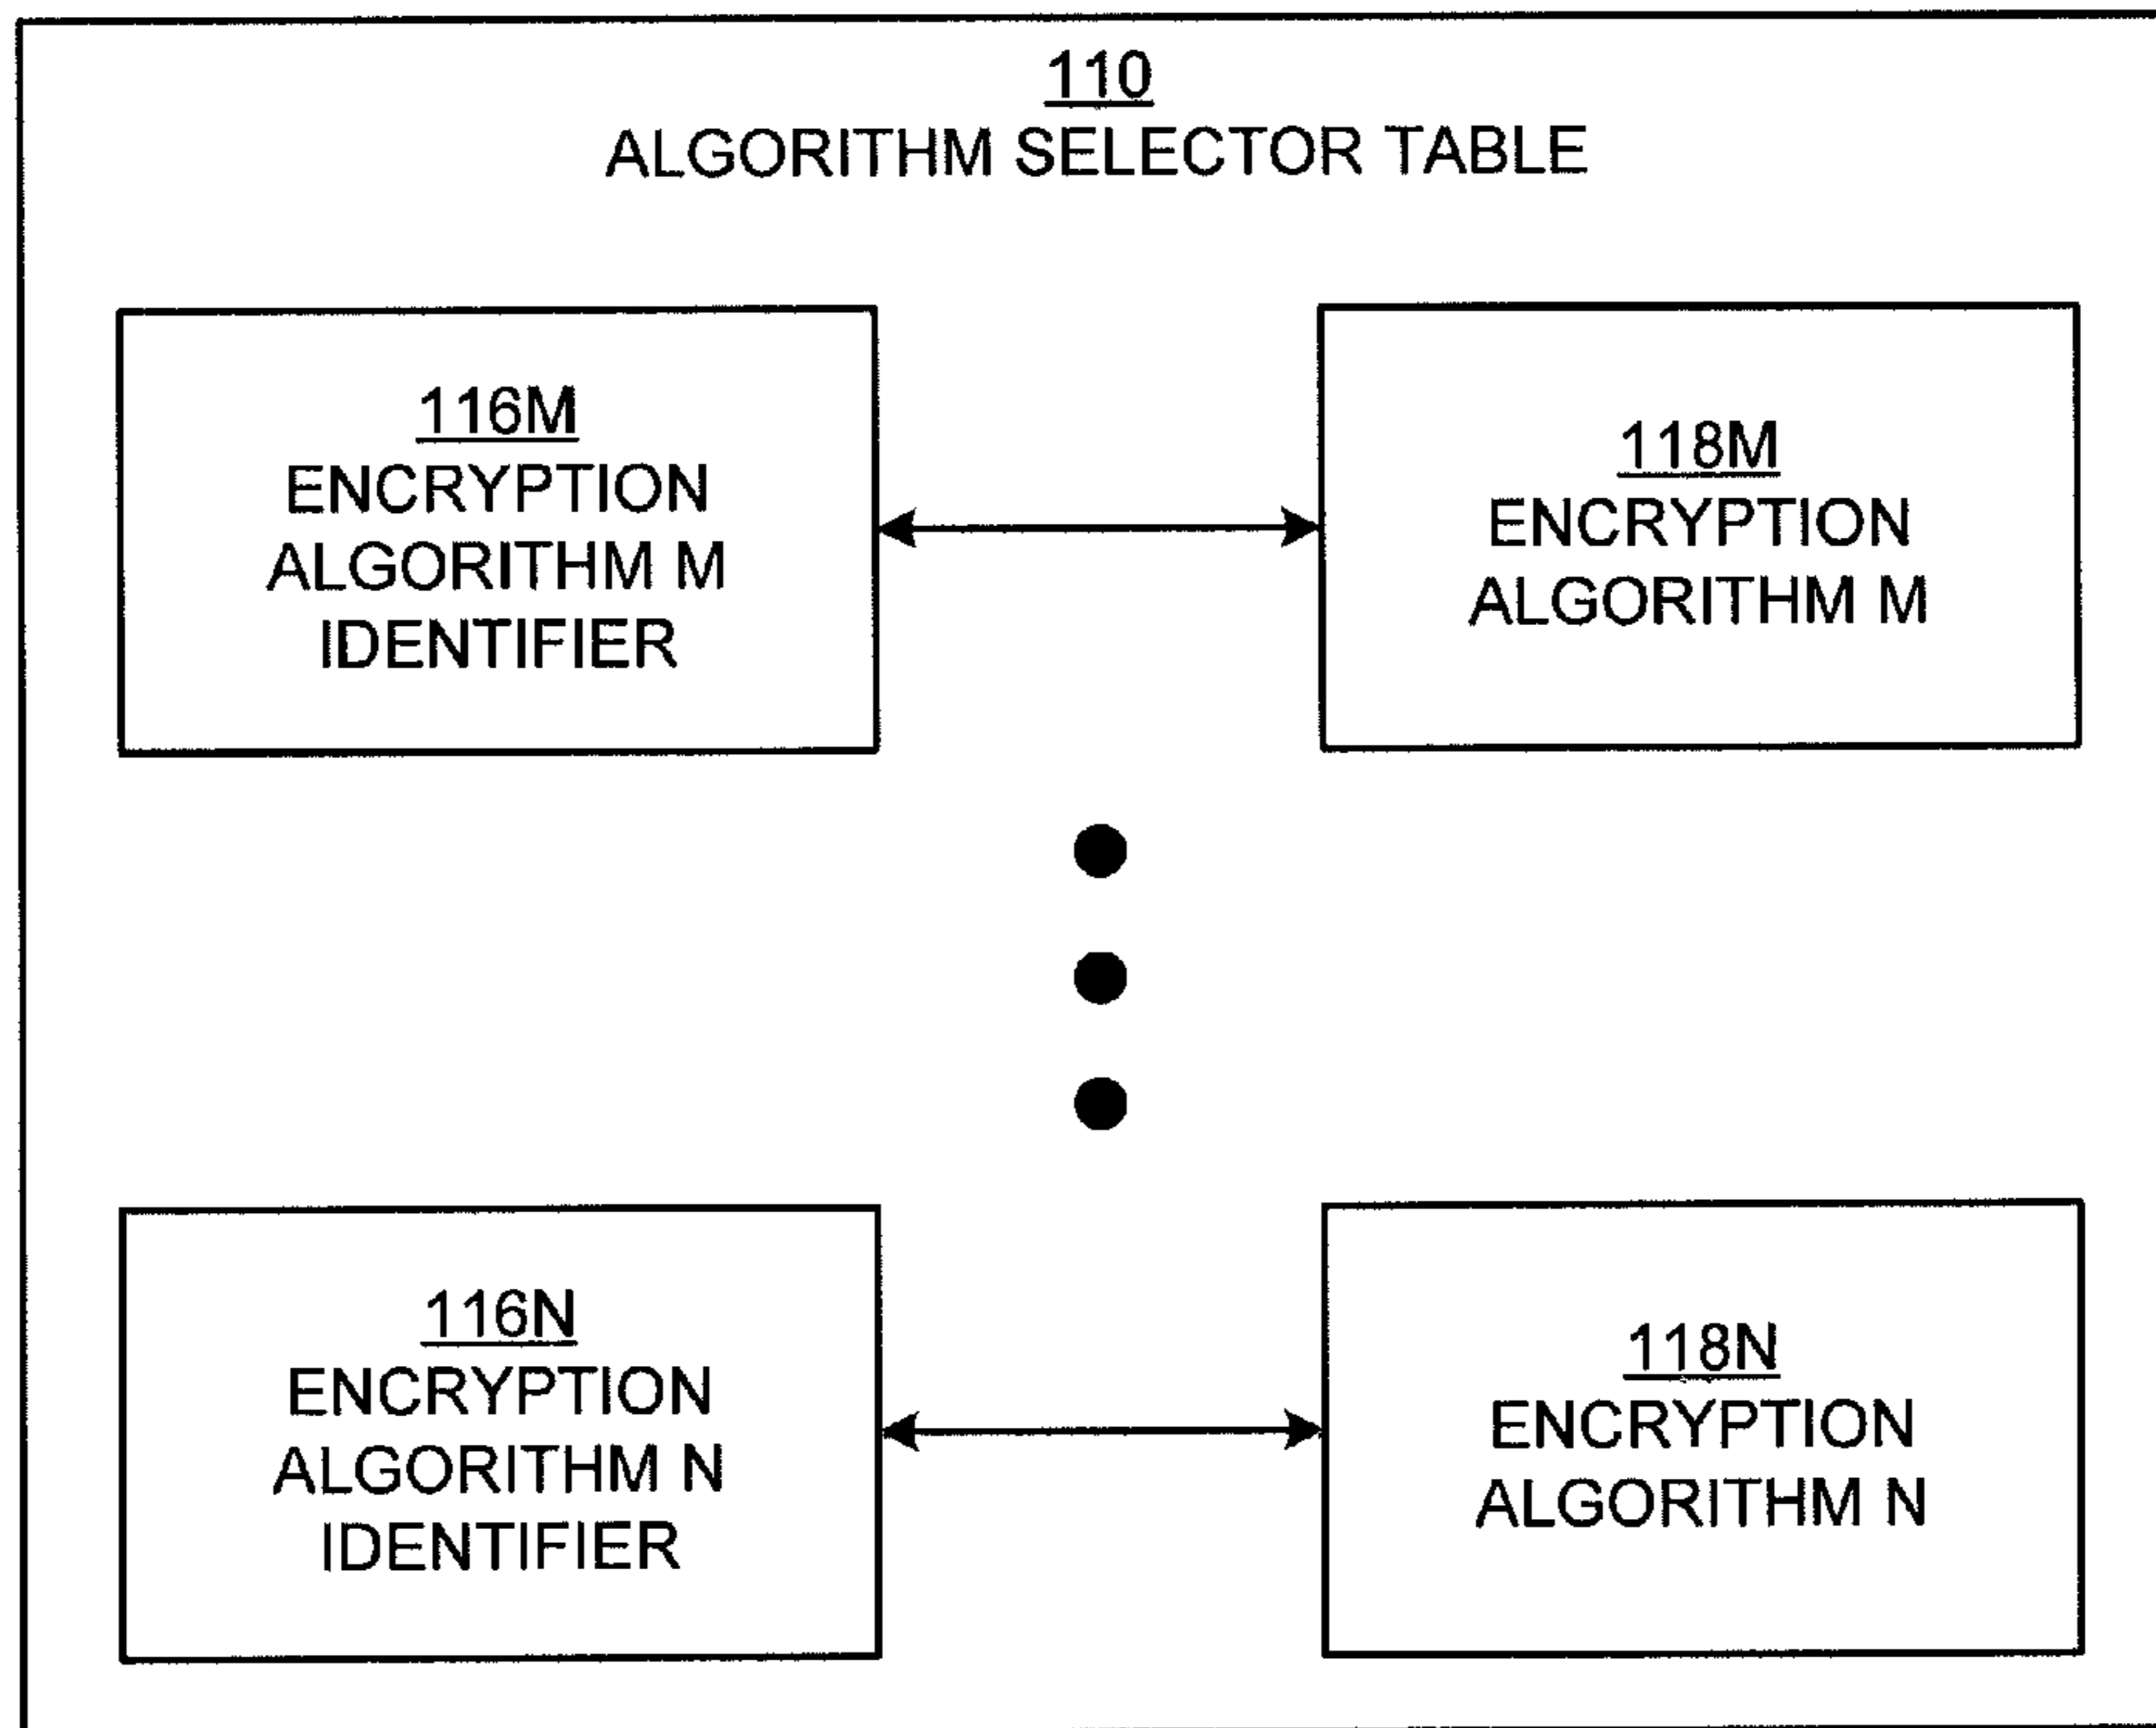 110
ALGORITHM SELECTOR TABLE
116M
ENCRYPTION
ALGORITHM M
IDENTIFIER
118M
ENCRYPTION
ALGORITHM M
116N
ENCRYPTION
ALGORITHM N
IDENTIFIER
118N
ENCRYPTION
ALGORITHM N